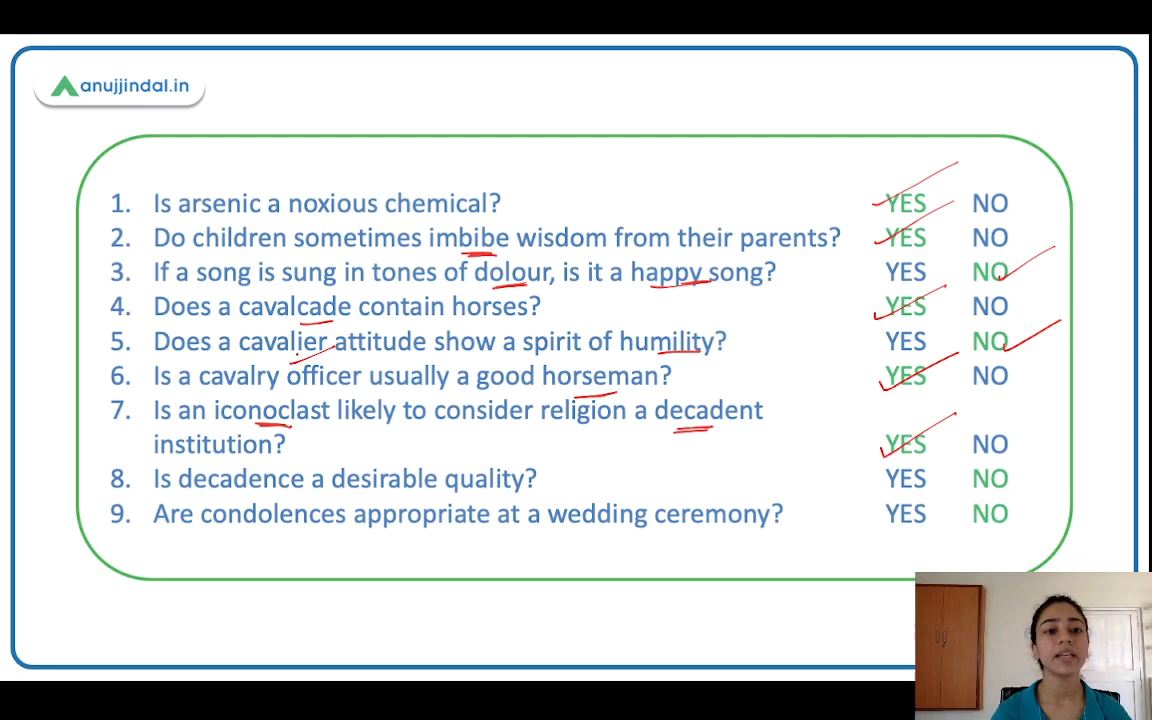 anujjindal.in
1. Is arsenic a noxious chemical? YES NO
2. Do children sometimes imbibe wisdom from their parents? YES NO
3. If a song is sung in tones of dolour, is it a happy song? YES NO
4. Does a cavalcade contain horses? YES NO
5. Does a cavalier attitude show a spirit of humility? YES NO
6. Is a cavalry officer usually a good horseman? YES NO
7. Is an iconoclast likely to consider religion a decadent
institution? YES NO
8. Is decadence a desirable quality? YES NO
9. Are condolences appropriate at a wedding ceremony? YES NO